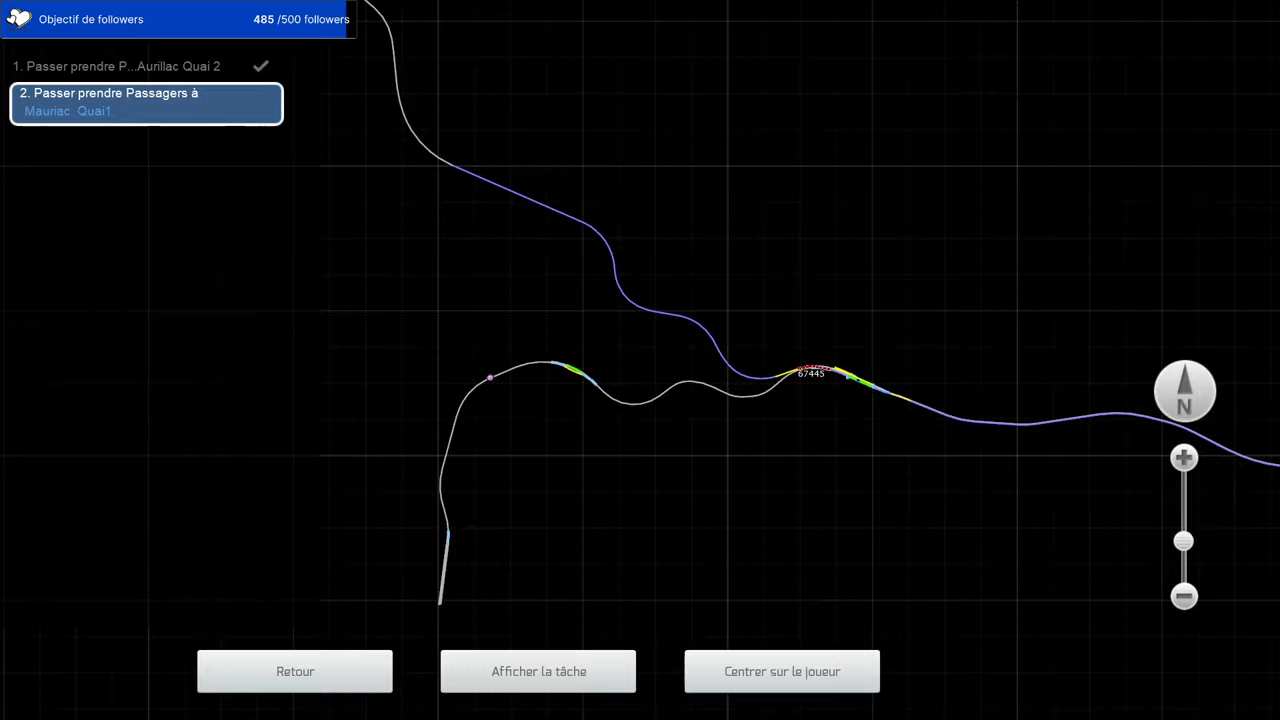 Objectif de followers 485 /500 followers
1. Passer prendre P...Aurillac Quai 2
2. Passer prendre Passagers à
Mauriac Quai1
67445
N
Retour Afficher la tâche Centrer sur le joueur